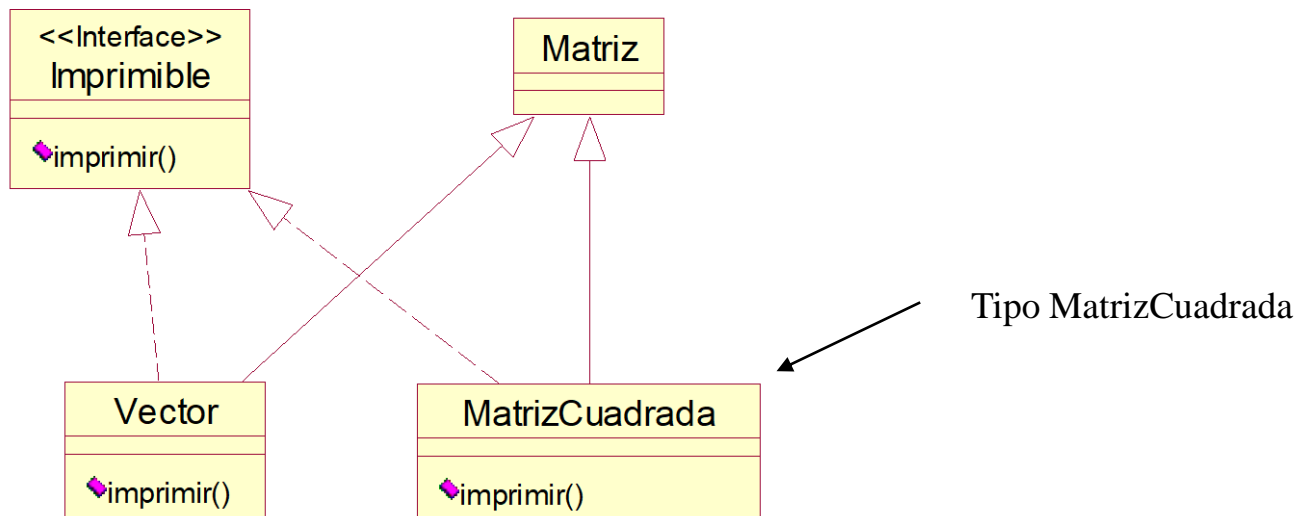 <<Interface>>
Imprimible
imprimir()
Matriz
Tipo MatrizCuadrada
Vector
imprimir()
MatrizCuadrada
imprimir()